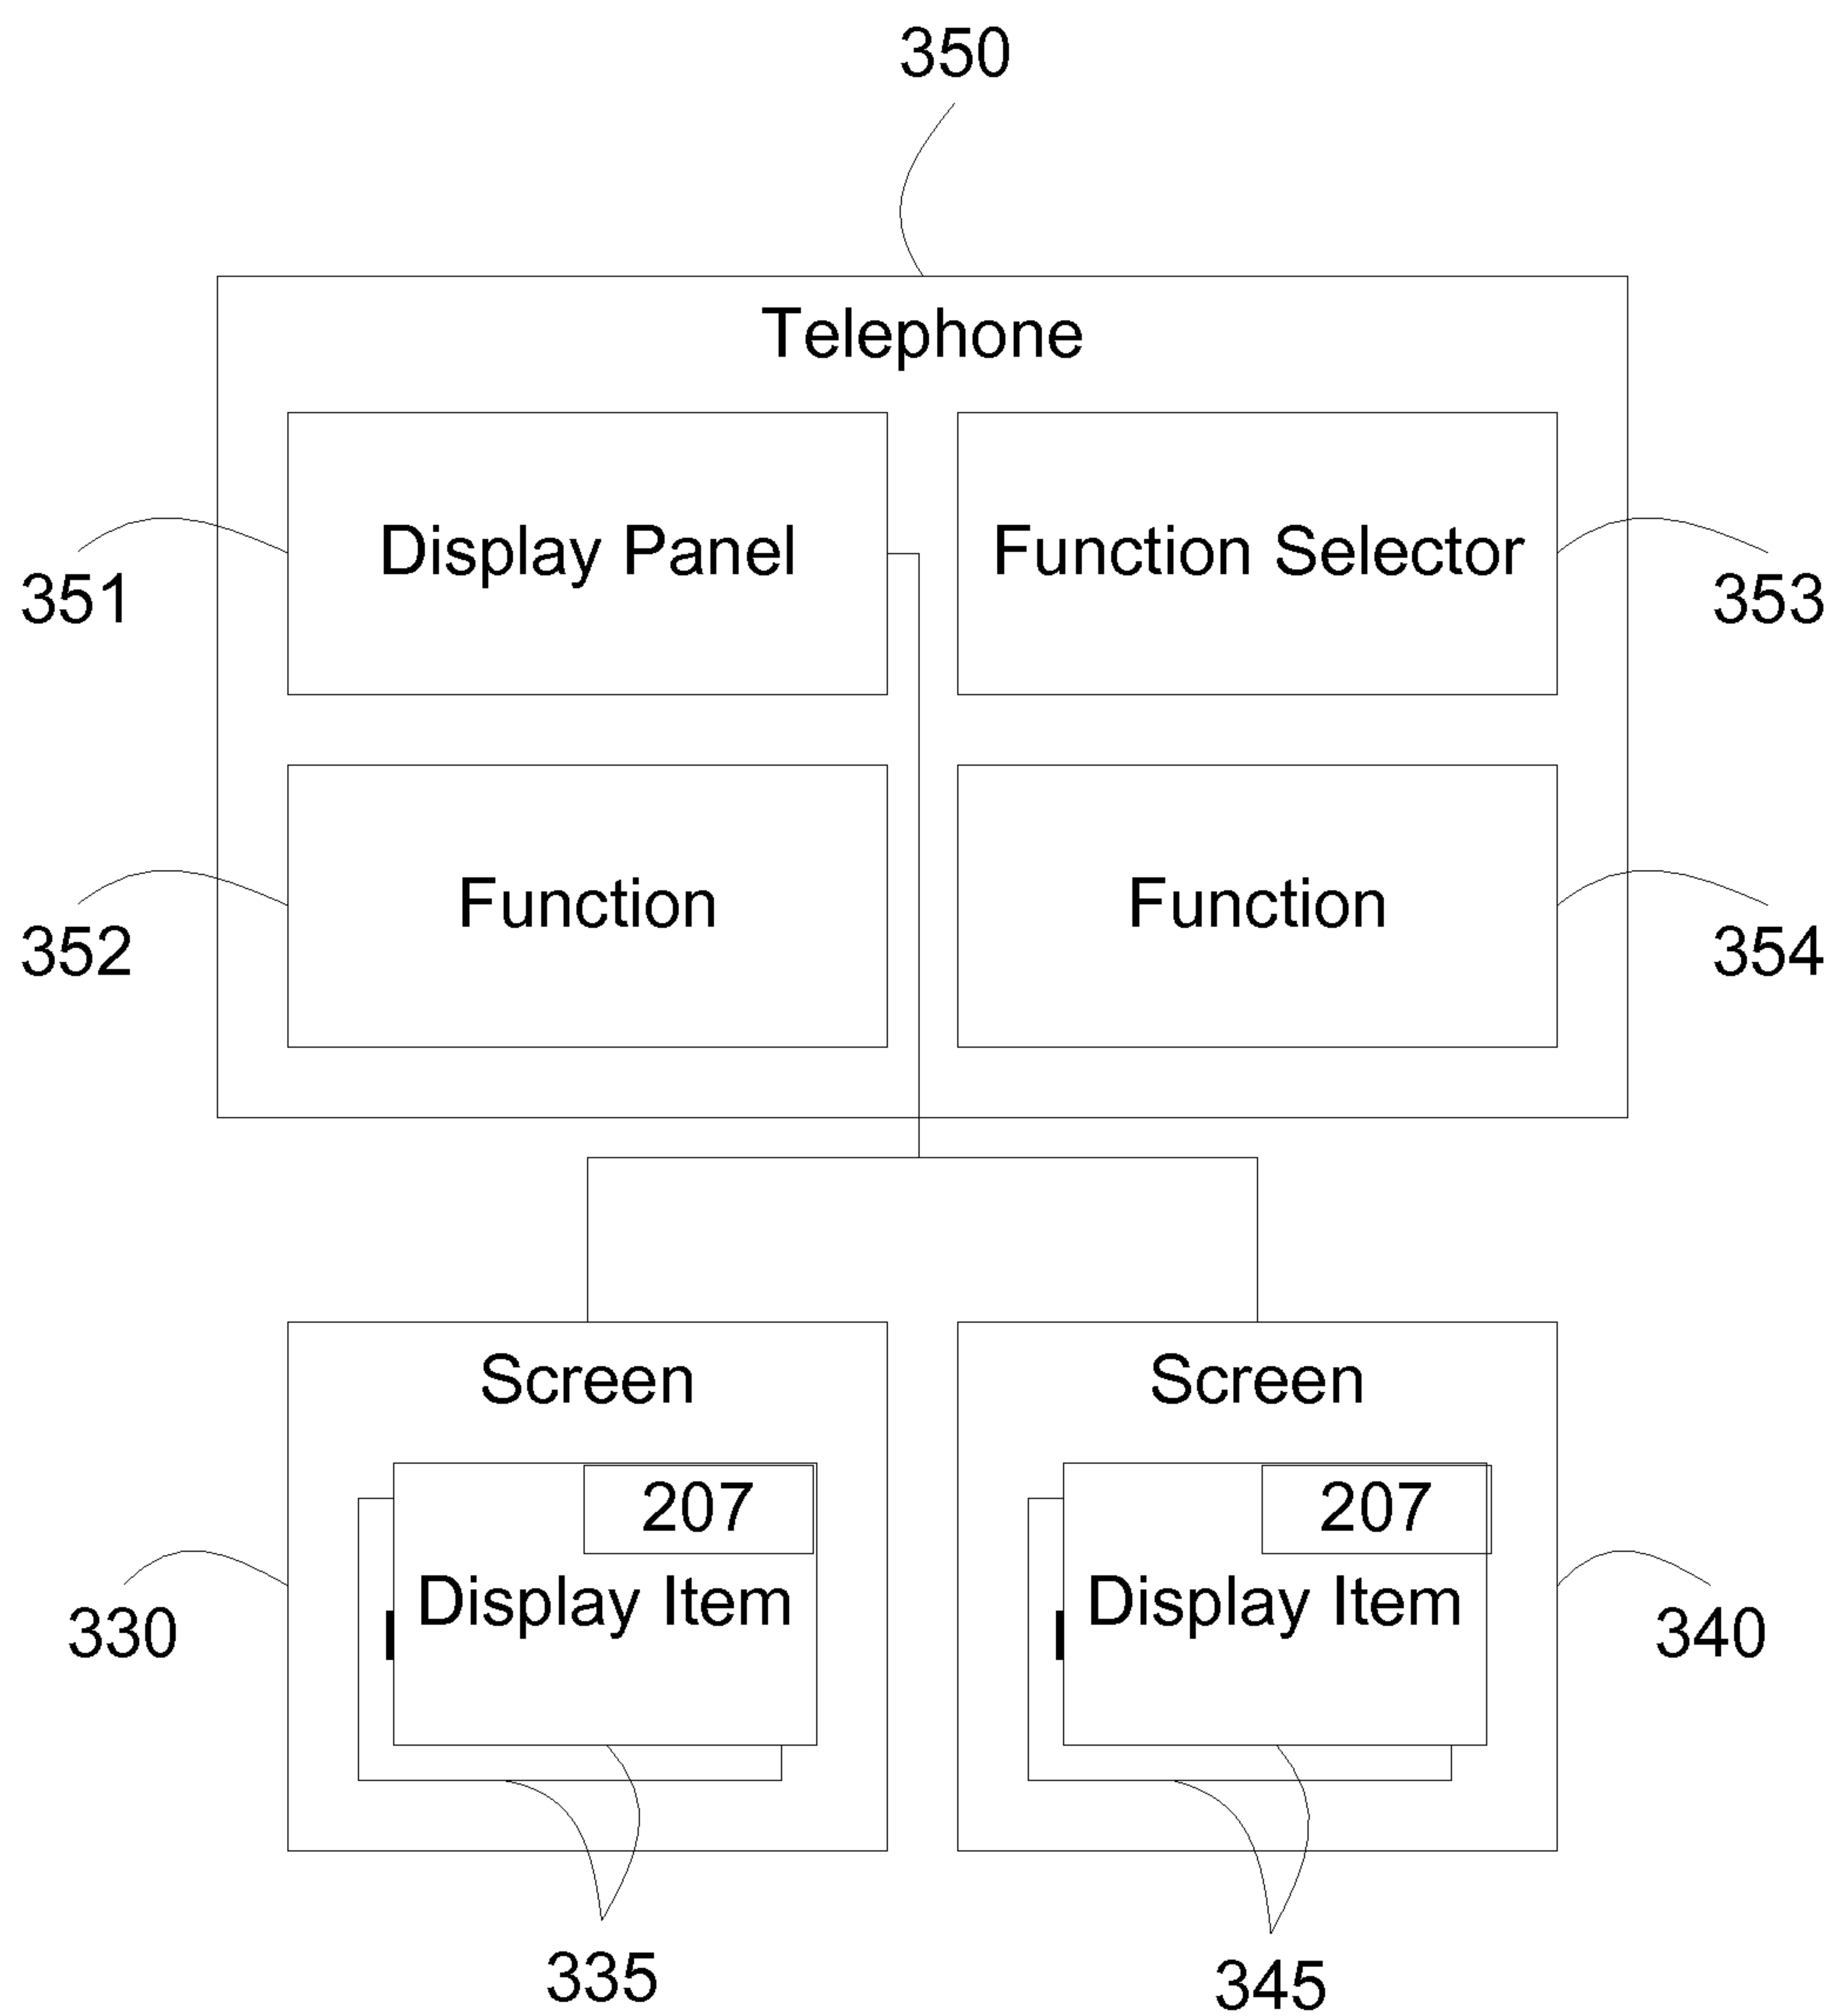 350
Telephone
Display Panel
Function Selector
351
353
Function
Function
352
354
Screen
Screen
207
207
Display Item
Display Item
330
340
335
345